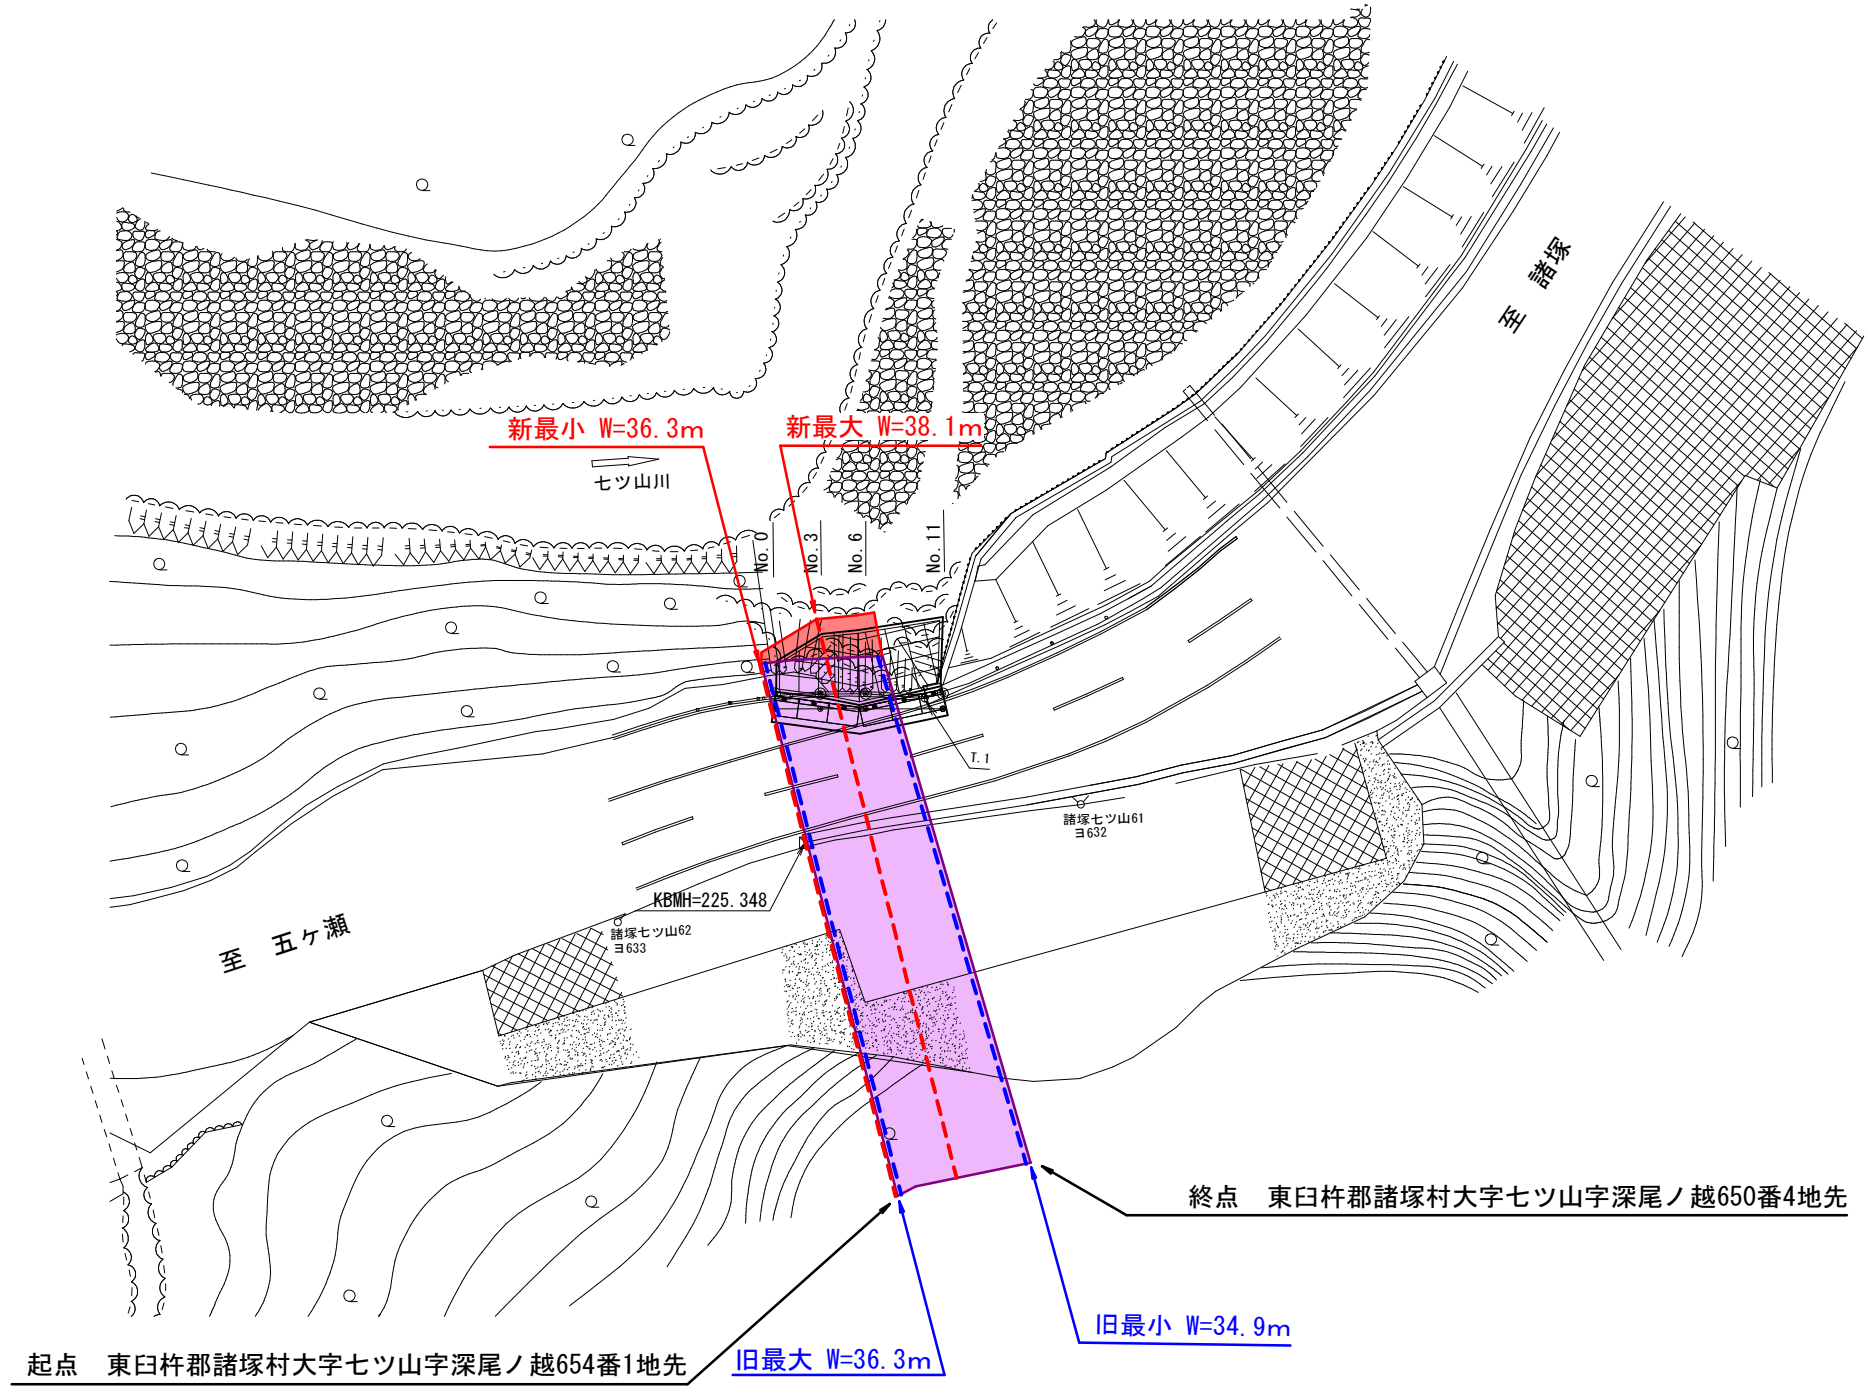 至 諸塚
新最小 W=36.3m
新最大 W=38.1m
七ツ山川
No.0
No.3
No.6
No.11
T.1
諸塚七ツ山61
ヨ632
KBMH=225.348
諸塚七ツ山62
ヨ633
至 五ヶ瀬
終点 東臼杵郡諸塚村大字七ツ山字深尾ノ越650番4地先
旧最小 W=34.9m
旧最大 W=36.3m
起点 東臼杵郡諸塚村大字七ツ山字深尾ノ越654番1地先